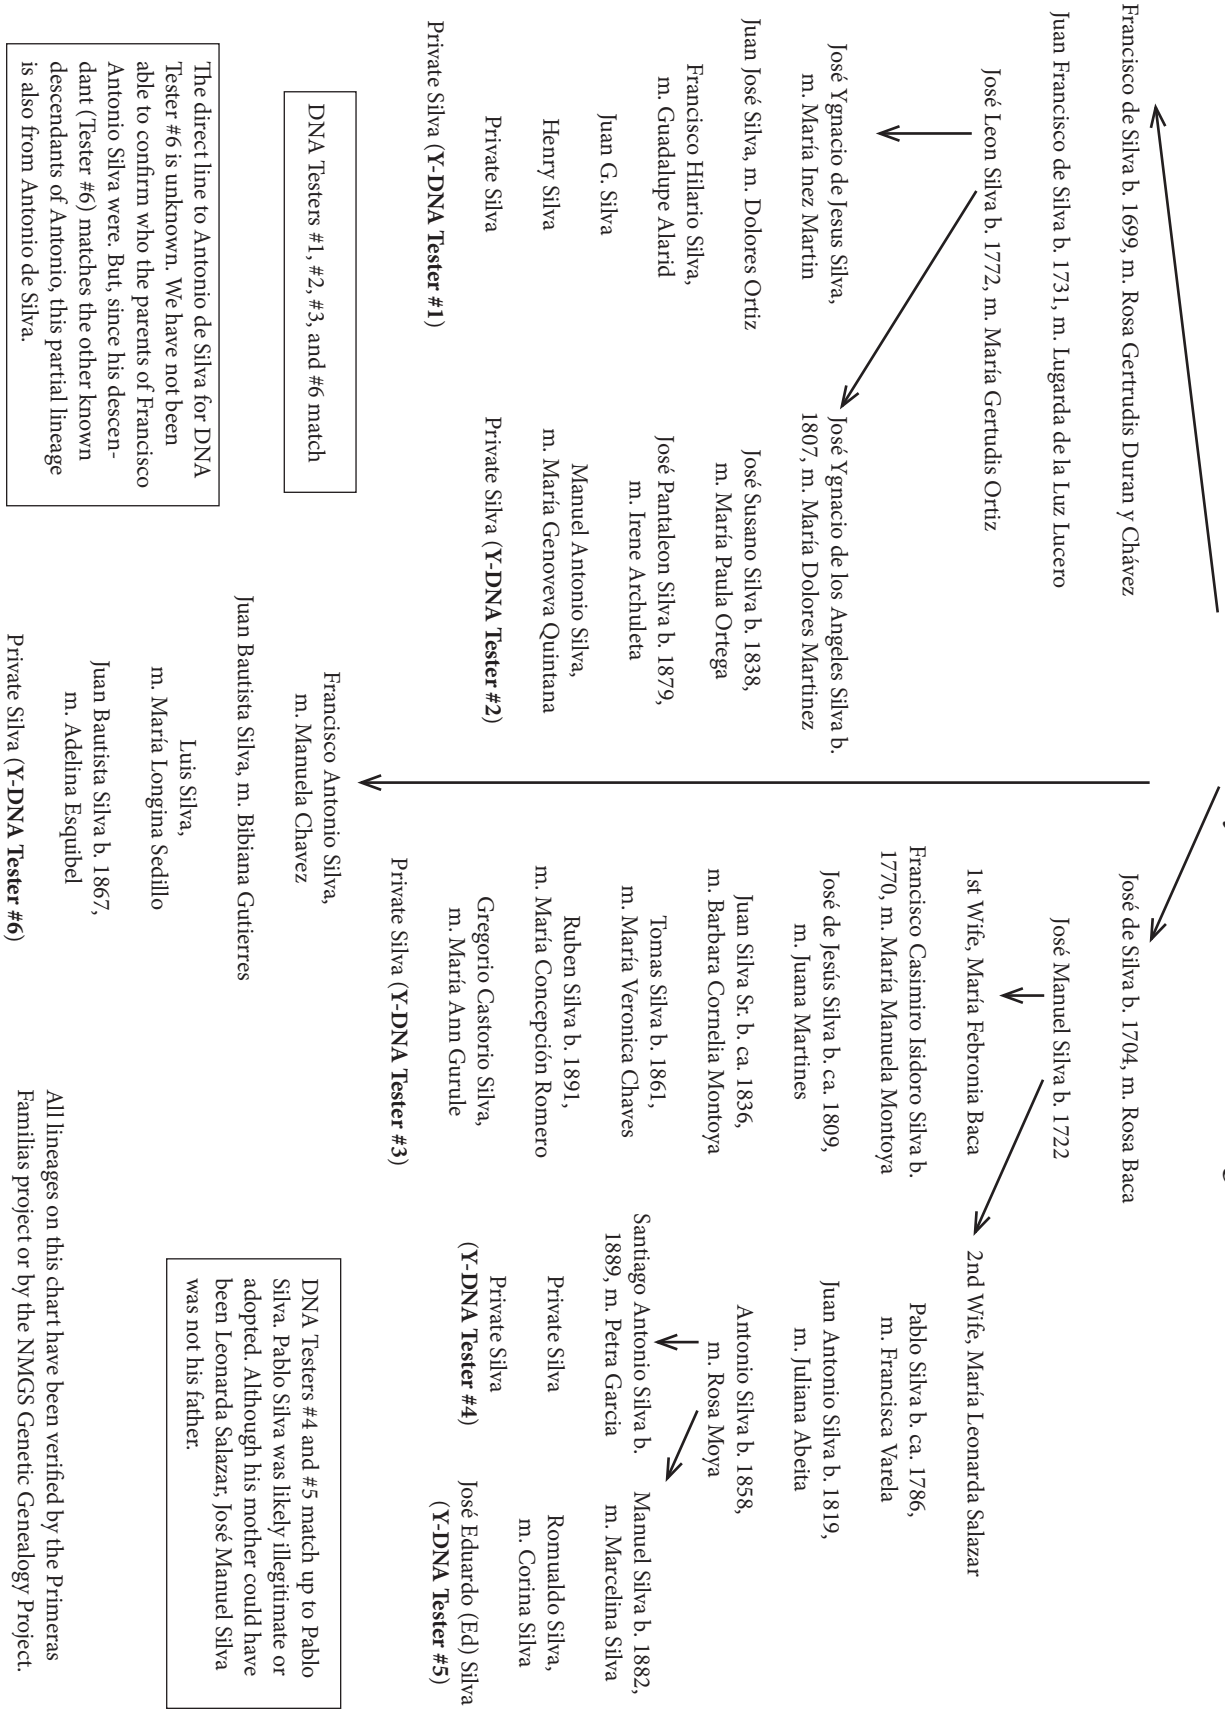 Francisco de Silva b. 1699, m. Rosa Gertrudis Duran y Chávez
Juan Francisco de Silva b. 1731, m. Lugarda de la Luz Lucero
José Leon Silva b. 1772, m. María Gertudis Ortiz
José Ygnacio de Jesus Silva,
m. María Inez Martin
Juan José Silva, m. Dolores Ortiz
Francisco Hilario Silva,
m. Guadalupe Alarid
Juan G. Silva
Henry Silva
Private Silva
Private Silva (Y-DNA Tester #1)
José Ygnacio de los Angeles Silva b.
1807, m. María Dolores Martinez
José Susano Silva b. 1838,
m. María Paula Ortega
José Pantaleon Silva b. 1879,
m. Irene Archuleta
Manuel Antonio Silva,
m. María Genoveva Quintana
Private Silva (Y-DNA Tester #2)
DNA Testers #1, #2, #3, and #6 match
The direct line to Antonio de Silva for DNA
Tester #6 is unknown. We have not been
able to confirm who the parents of Francisco
Antonio Silva were. But, since his descen-
dant (Tester #6) matches the other known
descendants of Antonio, this partial lineage
is also from Antonio de Silva.
Francisco Antonio Silva,
m. Manuela Chavez
Juan Bautista Silva, m. Bibiana Gutierres
Luis Silva,
m. María Longina Sedillo
Juan Bautista Silva b. 1867,
m. Adelina Esquibel
Private Silva (Y-DNA Tester #6)
José de Silva b. 1704, m. Rosa Baca
José Manuel Silva b. 1722
1st Wife, María Febronia Baca
Francisco Casimiro Isidoro Silva b.
1770, m. María Manuela Montoya
José de Jesús Silva b. ca. 1809,
m. Juana Martines
Juan Silva Sr. b. ca. 1836,
m. Barbara Cornelia Montoya
Tomas Silva b. 1861,
m. María Veronica Chaves
Ruben Silva b. 1891,
m. María Concepción Romero
Gregorio Castorio Silva,
m. María Ann Gurule
Private Silva (Y-DNA Tester #3)
2nd Wife, María Leonarda Salazar
Pablo Silva b. ca. 1786,
m. Francisca Varela
Juan Antonio Silva b. 1819,
m. Juliana Abeita
Antonio Silva b. 1858,
m. Rosa Moya
Santiago Antonio Silva b.
1889, m. Petra Garcia
Private Silva
Private Silva
(Y-DNA Tester #4)
Manuel Silva b. 1882,
m. Marcelina Silva
Romualdo Silva,
m. Corina Silva
José Eduardo (Ed) Silva
(Y-DNA Tester #5)
DNA Testers #4 and #5 match up to Pablo
Silva. Pablo Silva was likely illegitimate or
adopted. Although his mother could have
been Leonarda Salazar, José Manuel Silva
was not his father.
All lineages on this chart have been verified by the Primeras
Familias project or by the NMGS Genetic Genealogy Project.